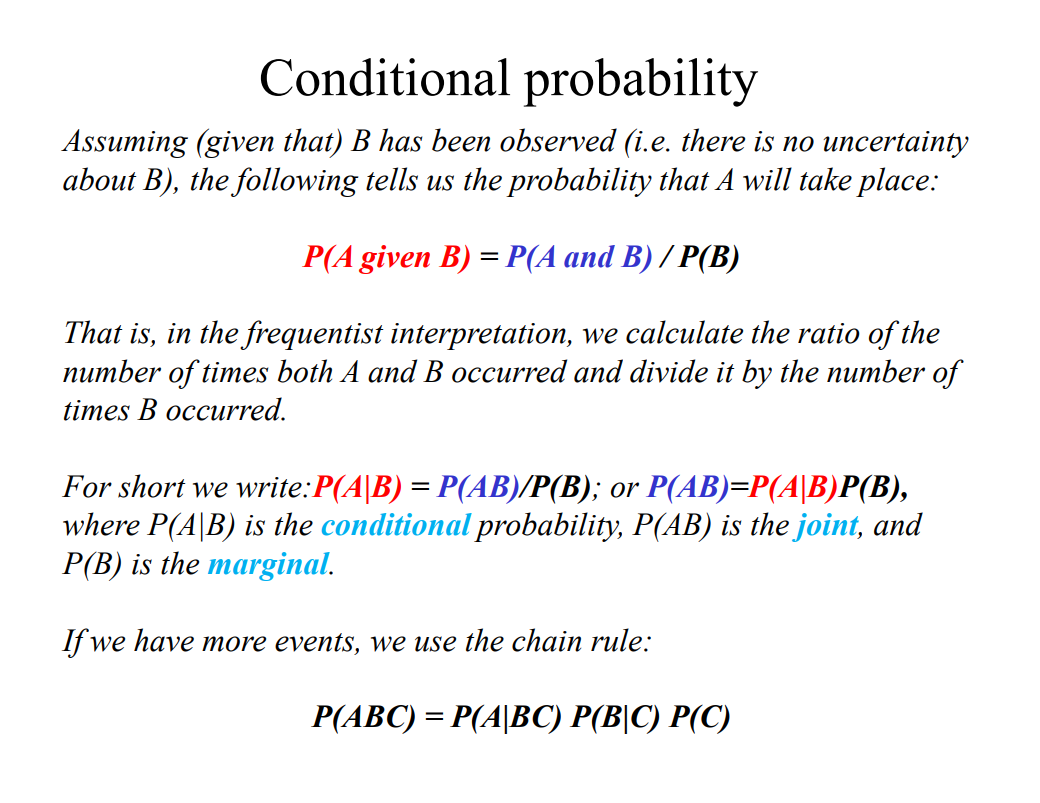 Conditional probability
Assuming (given that) B has been observed (i.e. there is no uncertainty
about B), the following tells us the probability that A will take place:
P(A given B) = P(A and B) / P(B)
That is, in the frequentist interpretation, we calculate the ratio of the
number of times both A and B occurred and divide it by the number of
times B occurred.
For short we write:P(A|B) = P(AB)/P(B); or P(AB)=P(A|B)P(B),
where P(A|B) is the conditional probability, P(AB) is the joint, and
P(B) is the marginal.
If we have more events, we use the chain rule:
P(ABC) = P(A|BC) P(B|C) P(C)